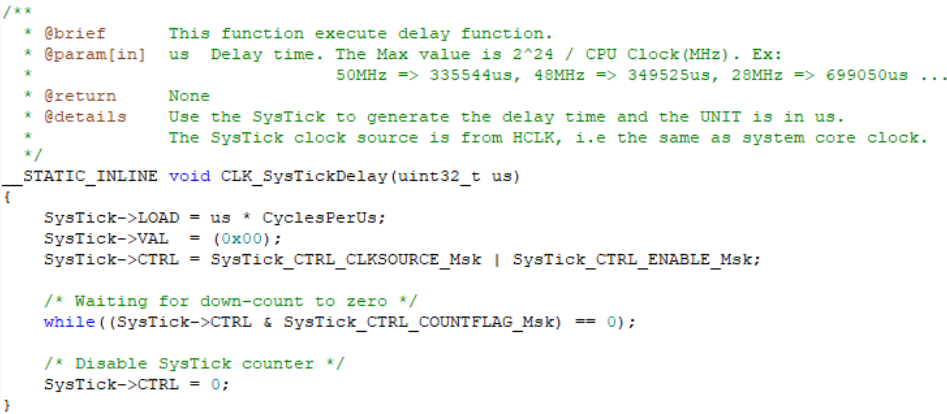 /**
  * @brief      This function execute delay function.
  * @param[in]  us  Delay time. The Max value is 2^24 / CPU Clock(MHz). Ex:
  *                             50MHz => 335544us, 48MHz => 349525us, 28MHz => 699050us ...
  * @return     None
  * @details    Use the SysTick to generate the delay time and the UNIT is in us.
  *             The SysTick clock source is from HCLK, i.e the same as system core clock.
  */
__STATIC_INLINE void CLK_SysTickDelay(uint32_t us)
{
    SysTick->LOAD = us * CyclesPerUs;
    SysTick->VAL  = (0x00);
    SysTick->CTRL = SysTick_CTRL_CLKSOURCE_Msk | SysTick_CTRL_ENABLE_Msk;

    /* Waiting for down-count to zero */
    while((SysTick->CTRL & SysTick_CTRL_COUNTFLAG_Msk) == 0);

    /* Disable SysTick counter */
    SysTick->CTRL = 0;
}